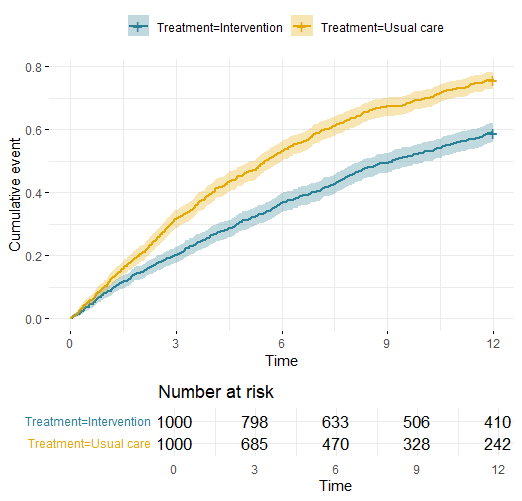 Treatment=Intervention Treatment=Usual care
0.8
0.6
0.4
0.2
0.0
Cumulative event
0 3 6 9 12
Time
Number at risk
Treatment=Intervention 1000 798 633 506 410
Treatment=Usual care 1000 685 470 328 242
0 3 6 9 12
Time